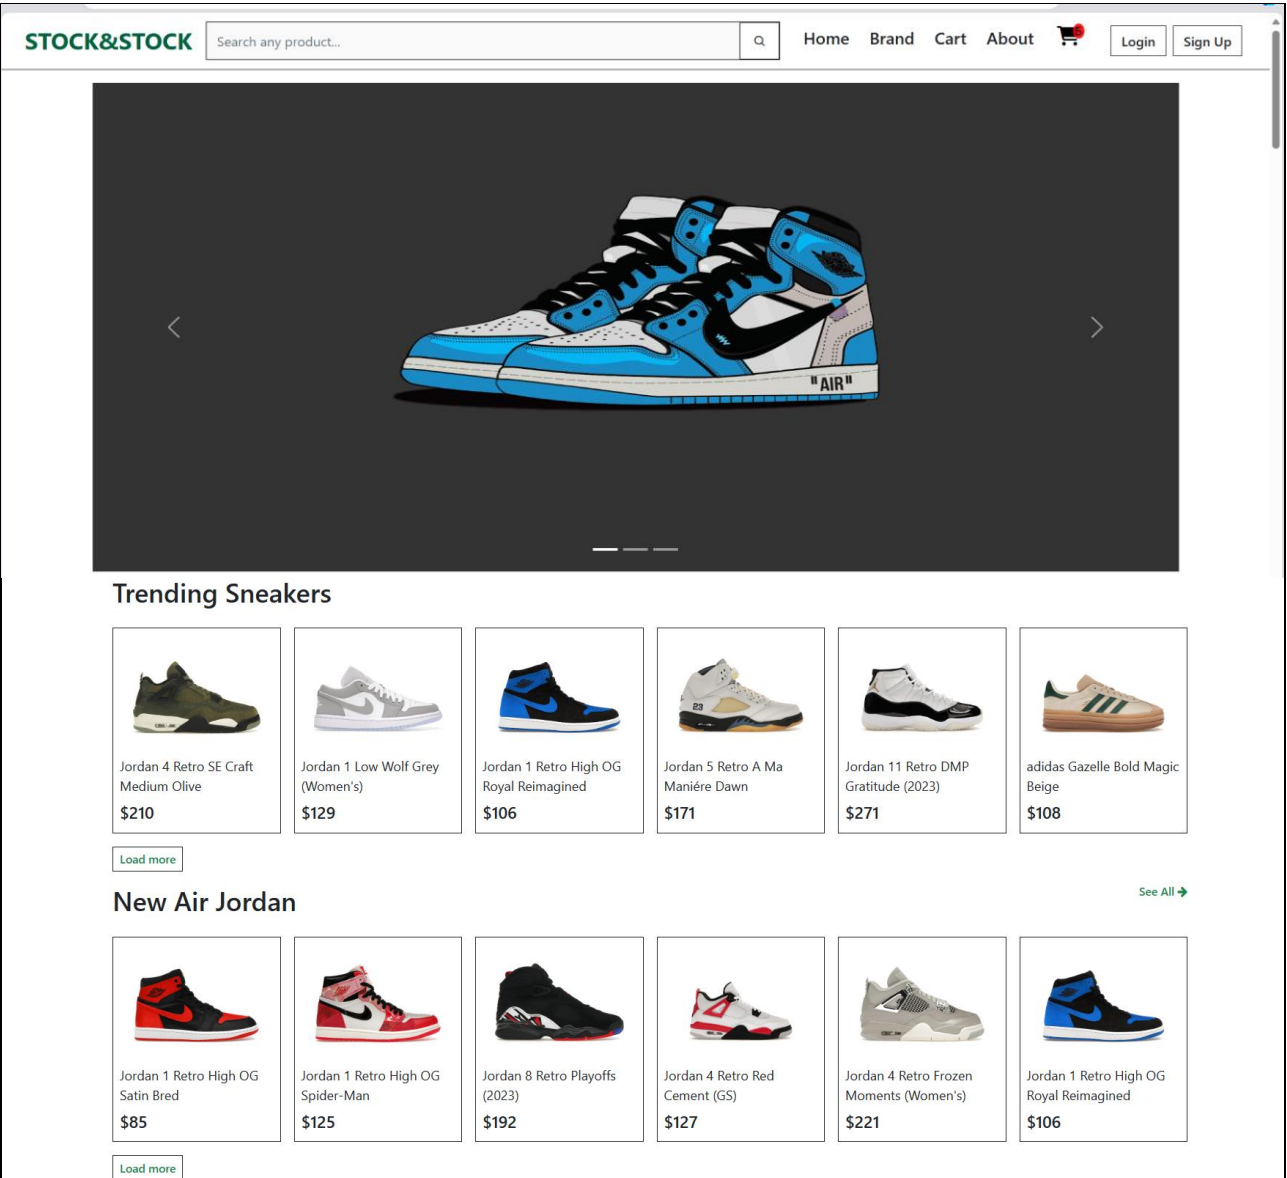 STOCK&STOCK
Search any product...
Home Brand Cart About
5
Login
Sign Up
"AIR"
Trending Sneakers
23
Jordan 4 Retro SE Craft
Medium Olive
$210
Jordan 1 Low Wolf Grey
(Women's)
$129
Jordan 1 Retro High OG
Royal Reimagined
$106
Jordan 5 Retro A Ma
Maniére Dawn
$171
Jordan 11 Retro DMP
Gratitude (2023)
$271
adidas Gazelle Bold Magic
Beige
$108
Load more
New Air Jordan
See All
Jordan 1 Retro High OG
Satin Bred
$85
Jordan 1 Retro High OG
Spider-Man
$125
Jordan 8 Retro Playoffs
(2023)
$192
Jordan 4 Retro Red
Cement (GS)
$127
Jordan 4 Retro Frozen
Moments (Women's)
$221
Jordan 1 Retro High OG
Royal Reimagined
$106
Load more